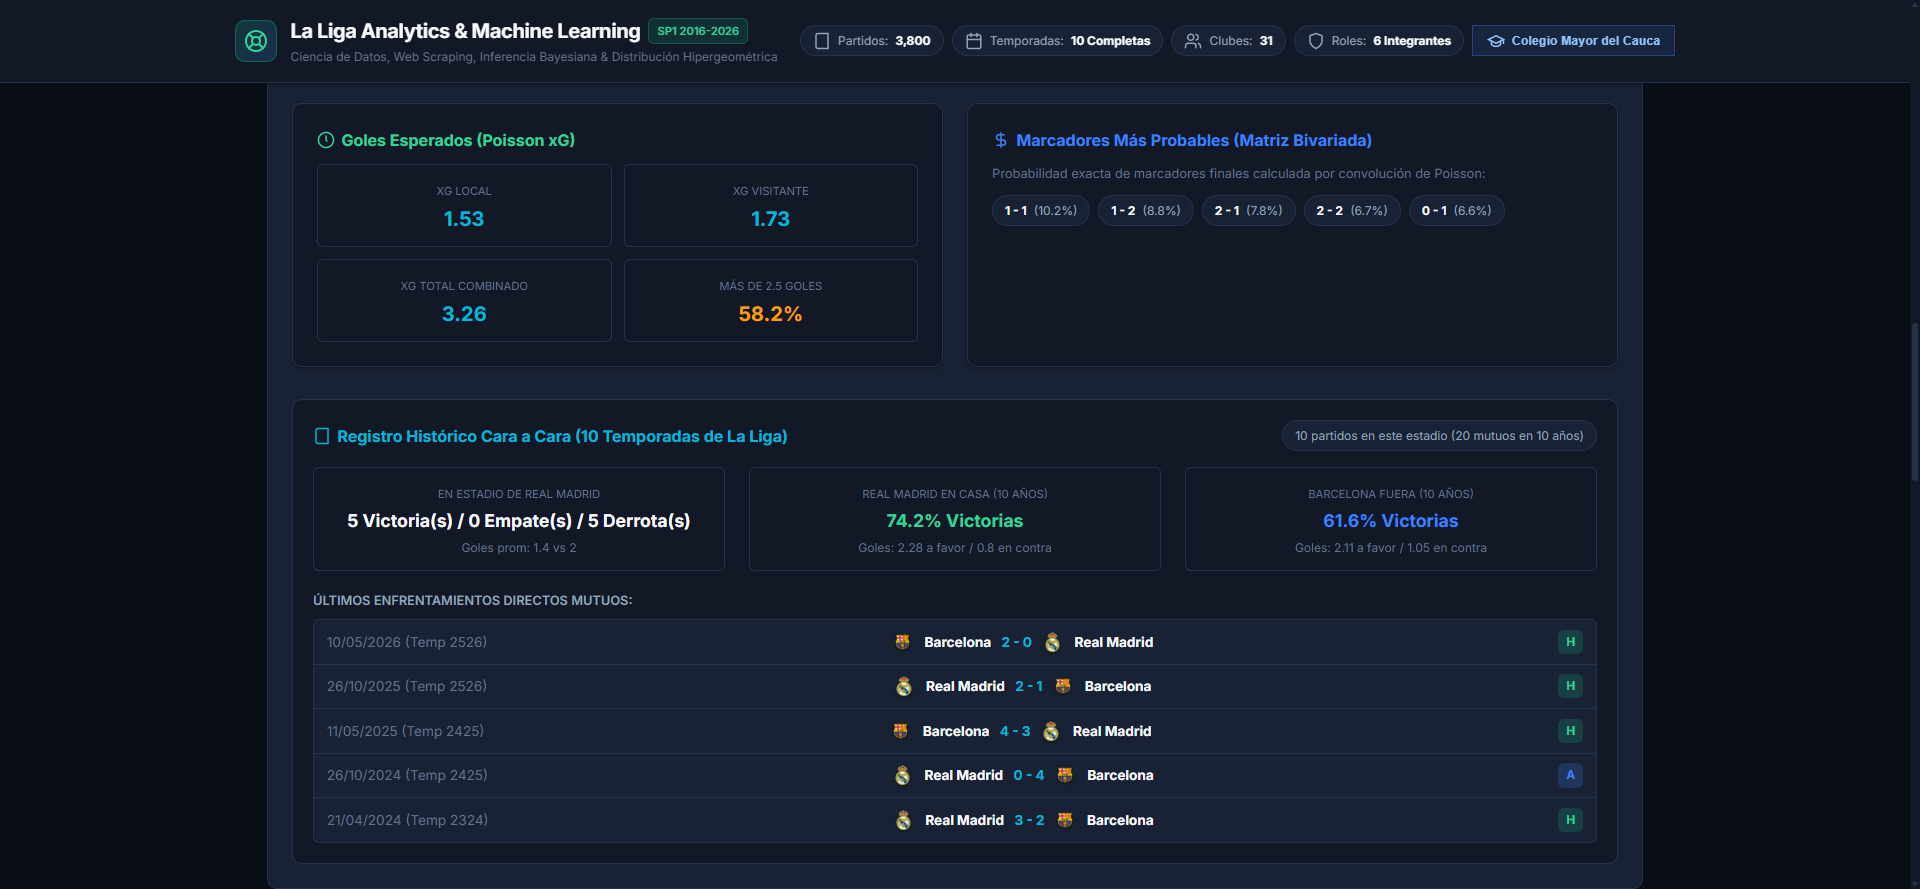 La Liga Analytics & Machine Learning SP1 2016-2026
Ciencia de Datos, Web Scraping, Inferencia Bayesiana & Distribución Hipergeométrica
Partidos: 3,800
Temporadas: 10 Completas
Clubes: 31
Roles: 6 Integrantes
Colegio Mayor del Cauca
Goles Esperados (Poisson xG)
XG LOCAL
1.53
XG VISITANTE
1.73
XG TOTAL COMBINADO
3.26
MÁS DE 2.5 GOLES
58.2%
Marcadores Más Probables (Matriz Bivariada)
Probabilidad exacta de marcadores finales calculada por convolución de Poisson:
1 - 1 (10.2%)
1 - 2 (8.8%)
2 - 1 (7.8%)
2 - 2 (6.7%)
0 - 1 (6.6%)
Registro Histórico Cara a Cara (10 Temporadas de La Liga)
10 partidos en este estadio (20 mutuos en 10 años)
EN ESTADIO DE REAL MADRID
5 Victoria(s) / 0 Empate(s) / 5 Derrota(s)
Goles prom: 1.4 vs 2
REAL MADRID EN CASA (10 AÑOS)
74.2% Victorias
Goles: 2.28 a favor / 0.8 en contra
BARCELONA FUERA (10 AÑOS)
61.6% Victorias
Goles: 2.11 a favor / 1.05 en contra
ÚLTIMOS ENFRENTAMIENTOS DIRECTOS MUTUOS:
10/05/2026 (Temp 2526) Barcelona 2 - 0 Real Madrid H
26/10/2025 (Temp 2526) Real Madrid 2 - 1 Barcelona H
11/05/2025 (Temp 2425) Barcelona 4 - 3 Real Madrid H
26/10/2024 (Temp 2425) Real Madrid 0 - 4 Barcelona A
21/04/2024 (Temp 2324) Real Madrid 3 - 2 Barcelona H